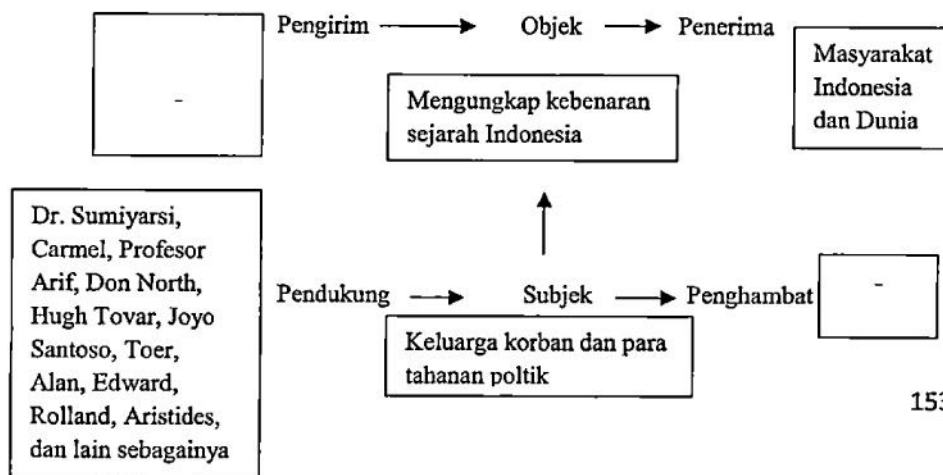 Pengirim Objek Penerima
-
Mengungkap kebenaran
sejarah Indonesia
Masyarakat
Indonesia
dan Dunia
Dr. Sumiyarsi,
Carmel, Profesor
Arif, Don North,
Hugh Tovar, Joyo
Santoso, Toer,
Alan, Edward,
Rolland, Aristides,
dan lain sebagainya
Pendukung Subjek Penghambat
-
Keluarga korban dan para
tahanan poltik
153